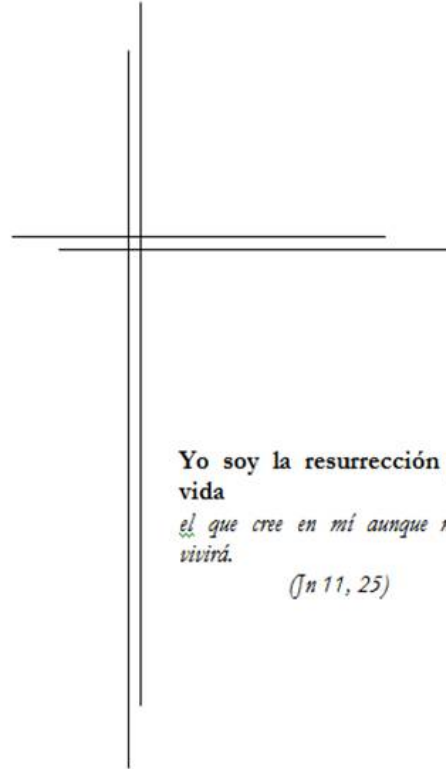 Yo soy la resurrección
vida
el que cree en mí aunque
vivirá.
(Jn 11, 25)